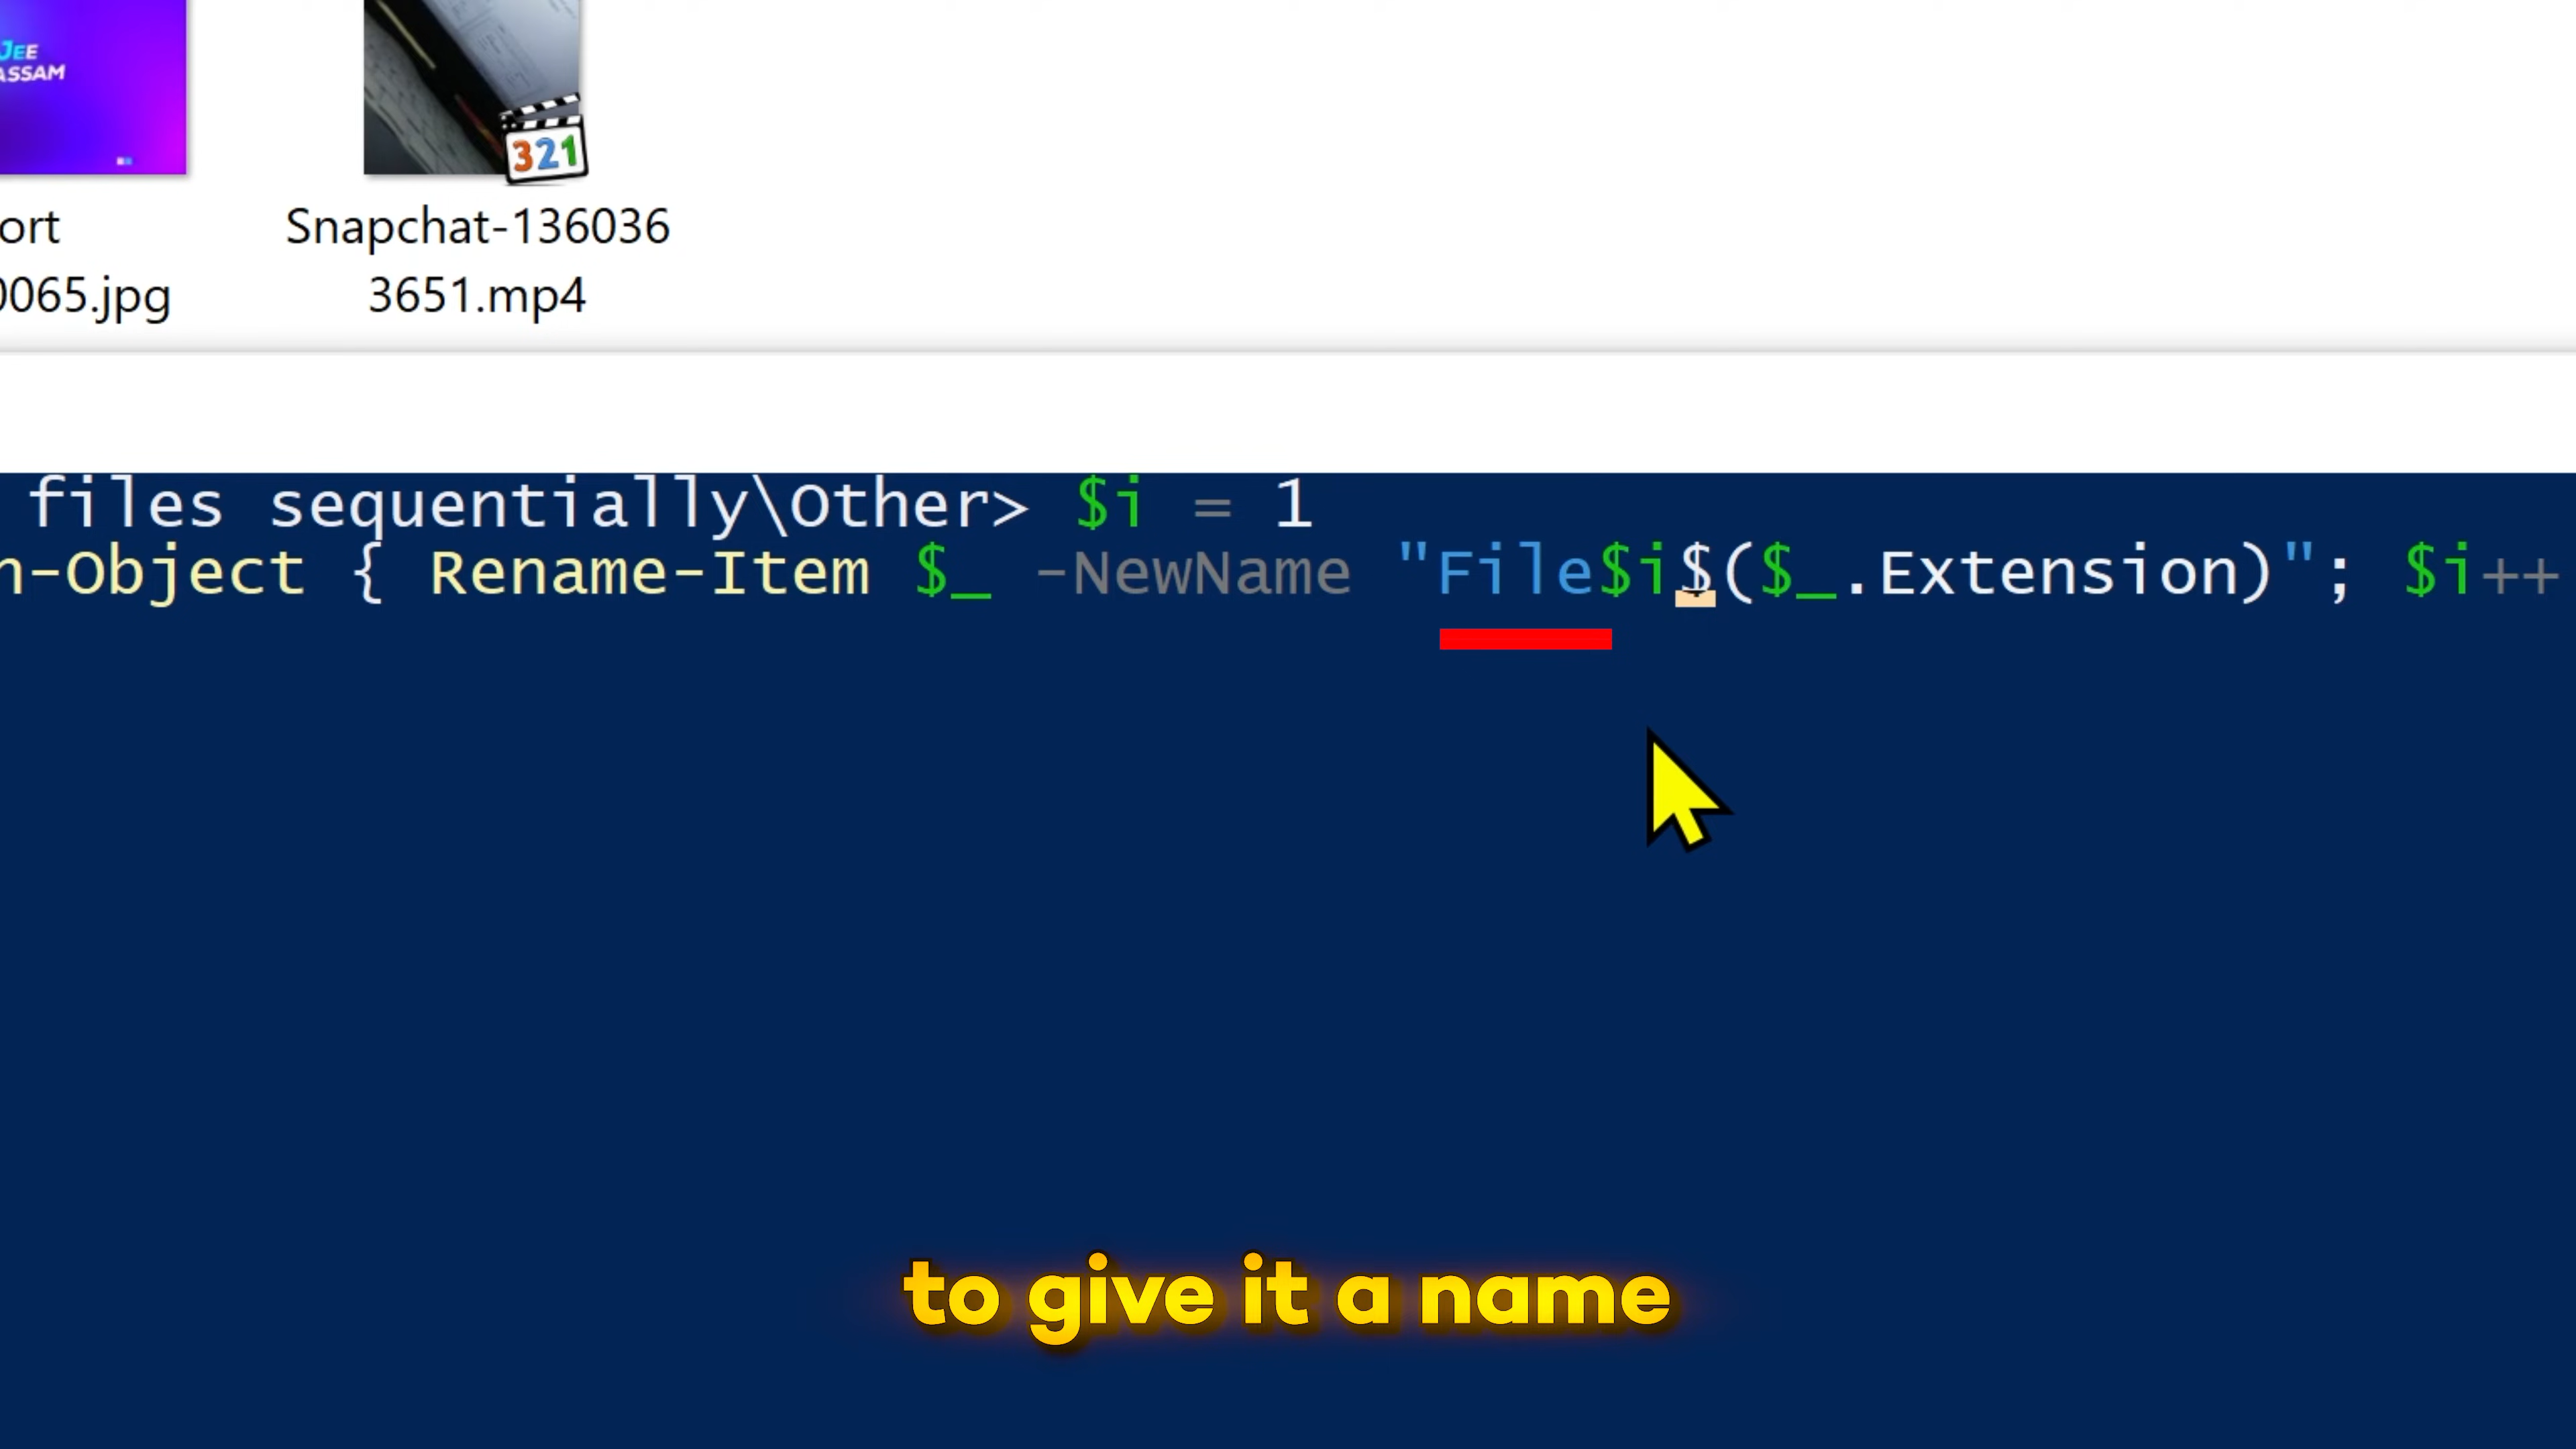 JEE
ASSAM
321
ort
0065.jpg
Snapchat-136036
3651.mp4
files sequentially\Other> $i = 1
n-Object { Rename-Item $_ -NewName "File$i$($_.Extension)"; $i++
to give it a name